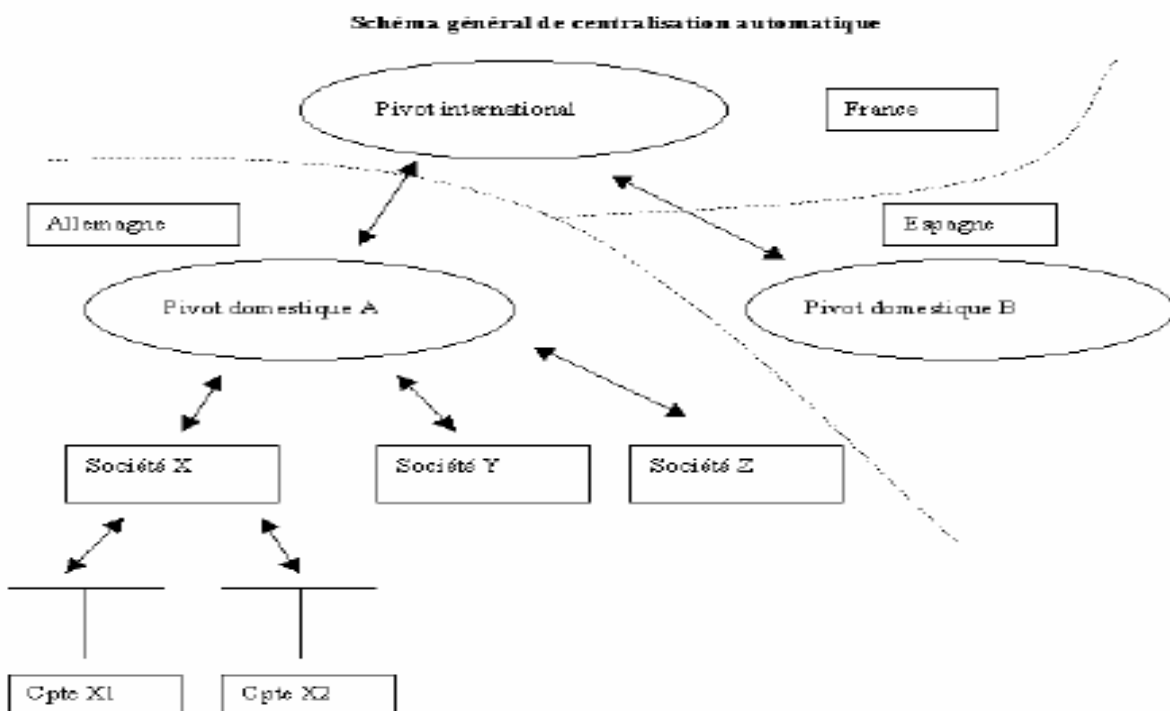 Schéma général de centralisation automatique
Pivot international
France
Allemagne
Espagne
Pivot domestique A
Pivot domestique B
Société X
Société Y
Société Z
Cpte X1
Cpte X2